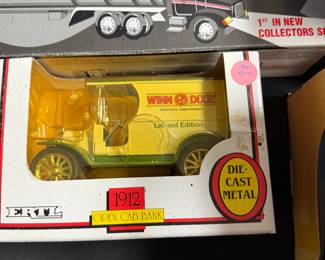 1ST IN NEW
COLLECTORS SE
WINN DIXIE
Limited Edition
1912
OPEN CAB BANK
DIE-
CAST
METAL
ERTL